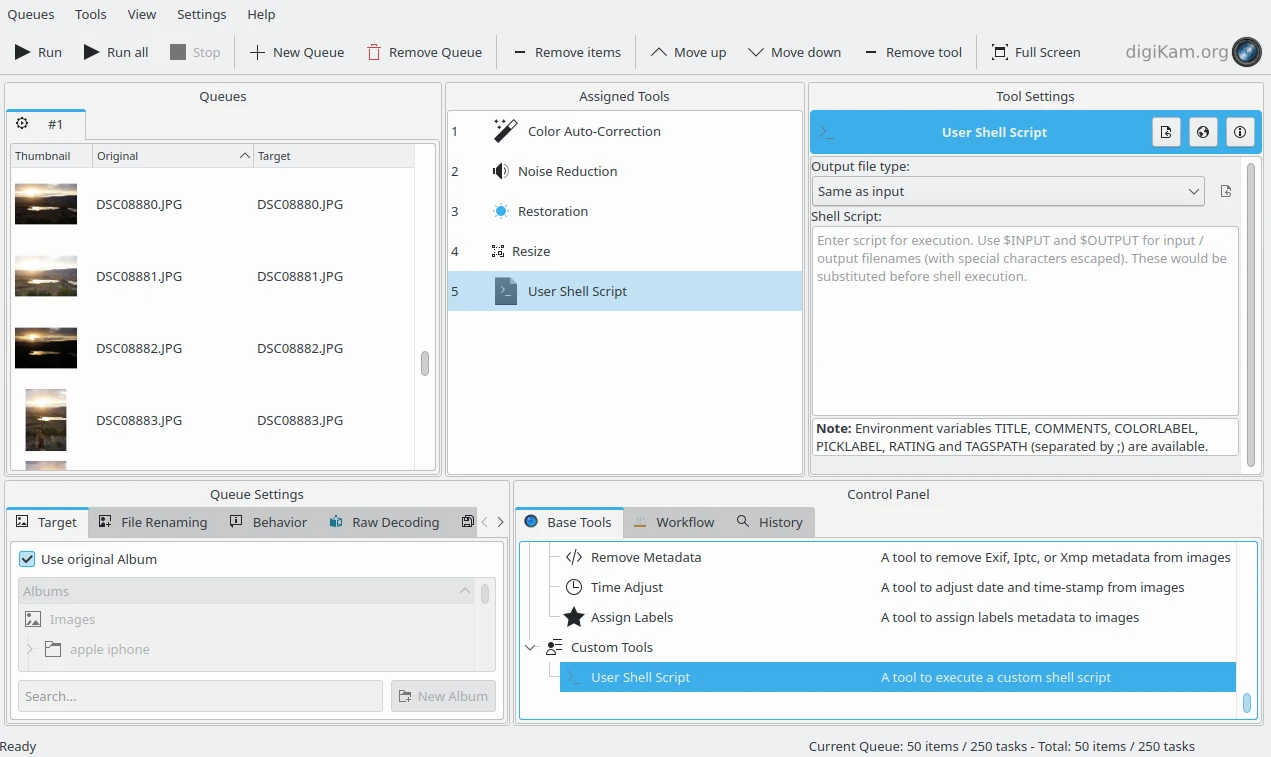 Queues Tools View Settings Help
Run Run all Stop New Queue Remove Queue Remove items Move up Move down Remove tool Full Screen digiKam.org
Queues
#1
Thumbnail Original Target
DSC08880.JPG DSC08880.JPG
DSC08881.JPG DSC08881.JPG
DSC08882.JPG DSC08882.JPG
DSC08883.JPG DSC08883.JPG
Assigned Tools
1 Color Auto-Correction
2 Noise Reduction
3 Restoration
4 Resize
5 User Shell Script
Tool Settings
User Shell Script
Output file type:
Same as input
Shell Script:
Enter script for execution. Use $INPUT and $OUTPUT for input /
output filenames (with special characters escaped). These would be
substituted before shell execution.
Note: Environment variables TITLE, COMMENTS, COLORLABEL,
PICKLABEL, RATING and TAGSPATH (separated by ;) are available.
Queue Settings
Target File Renaming Behavior Raw Decoding
Use original Album
Albums
Images
apple iphone
Search... New Album
Control Panel
Base Tools Workflow History
Remove Metadata A tool to remove Exif, Iptc, or Xmp metadata from images
Time Adjust A tool to adjust date and time-stamp from images
Assign Labels A tool to assign labels metadata to images
Custom Tools
User Shell Script A tool to execute a custom shell script
Ready Current Queue: 50 items / 250 tasks - Total: 50 items / 250 tasks